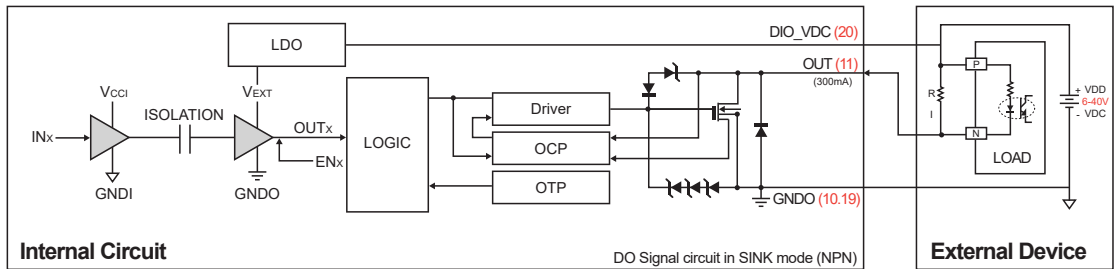 LDO
DIO_VDC (20)
OUT (11)
(300mA)
VCCI
ISOLATION
VEXT
INX
OUTX
ENX
GNDI
GNDO
LOGIC
Driver
OCP
OTP
GNDO (10.19)
Internal Circuit
DO Signal circuit in SINK mode (NPN)
P
R
I
N
LOAD
+ VDD
6-40V
- VDC
External Device